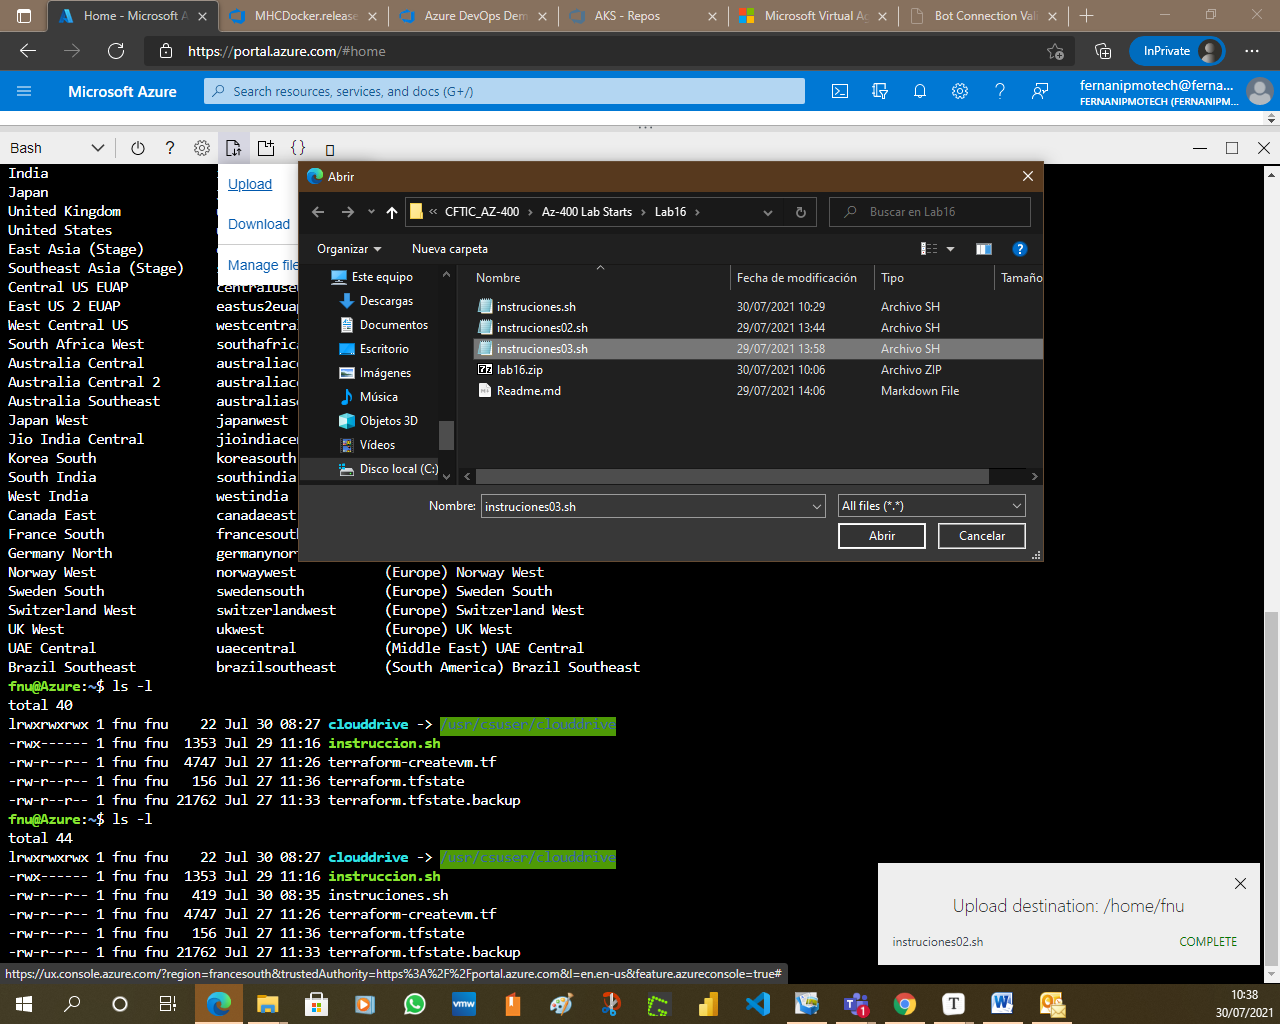 Home - Microsoft A
MHCDocker.release
Azure DevOps Dem
AKS - Repos
Microsoft Virtual Ag
Bot Connection Vali
https://portal.azure.com/#home
InPrivate
Microsoft Azure
Search resources, services, and docs (G+/)
fernanipmotech@ferna...
FERNANIPMOTECH (FERNANIPM...
Bash
Upload
Download
Manage file
Abrir
CFTIC_AZ-400 › Az-400 Lab Starts › Lab16 ›
Buscar en Lab16
Organizar
Nueva carpeta
Este equipo
Descargas
Documentos
Escritorio
Imágenes
Música
Objetos 3D
Vídeos
Disco local (C:)
Nombre Fecha de modificación Tipo Tamaño
instruciones.sh 30/07/2021 10:29 Archivo SH
instruciones02.sh 29/07/2021 13:44 Archivo SH
instruciones03.sh 29/07/2021 13:58 Archivo SH
lab16.zip 30/07/2021 10:06 Archivo ZIP
Readme.md 29/07/2021 14:06 Markdown File
Nombre: instruciones03.sh
All files (*.*)
Abrir
Cancelar
India
Japan
United Kingdom
United States
East Asia (Stage)
Southeast Asia (Stage)
Central US EUAP centraluse
East US 2 EUAP eastus2euap
West Central US westcentral
South Africa West southafrica
Australia Central australiace
Australia Central 2 australiace
Australia Southeast australiaso
Japan West japanwest
Jio India Central jioindiacen
Korea South koreasouth
South India southindia
West India westindia
Canada East canadaeast
France South francesouth
Germany North germanynort
Norway West norwaywest (Europe) Norway West
Sweden South swedensouth (Europe) Sweden South
Switzerland West switzerlandwest (Europe) Switzerland West
UK West ukwest (Europe) UK West
UAE Central uaecentral (Middle East) UAE Central
Brazil Southeast brazilsoutheast (South America) Brazil Southeast
fnu@Azure:~$ ls -l
total 40
lrwxrwxrwx 1 fnu fnu 22 Jul 30 08:27 clouddrive -> /usr/csuser/clouddrive
-rwx------ 1 fnu fnu 1353 Jul 29 11:16 instruccion.sh
-rw-r--r-- 1 fnu fnu 4747 Jul 27 11:26 terraform-createvm.tf
-rw-r--r-- 1 fnu fnu 156 Jul 27 11:36 terraform.tfstate
-rw-r--r-- 1 fnu fnu 21762 Jul 27 11:33 terraform.tfstate.backup
fnu@Azure:~$ ls -l
total 44
lrwxrwxrwx 1 fnu fnu 22 Jul 30 08:27 clouddrive -> /usr/csuser/clouddrive
-rwx------ 1 fnu fnu 1353 Jul 29 11:16 instruccion.sh
-rw-r--r-- 1 fnu fnu 419 Jul 30 08:35 instruciones.sh
-rw-r--r-- 1 fnu fnu 4747 Jul 27 11:26 terraform-createvm.tf
-rw-r--r-- 1 fnu fnu 156 Jul 27 11:36 terraform.tfstate
-rw-r--r-- 1 fnu fnu 21762 Jul 27 11:33 terraform.tfstate.backup
Upload destination: /home/fnu
instruciones02.sh COMPLETE
https://ux.console.azure.com/?region=francesouth&trustedAuthority=https%3A%2F%2Fportal.azure.com&l=en.en-us&feature.azureconsole=true#
vmw
1
T
10:38
30/07/2021